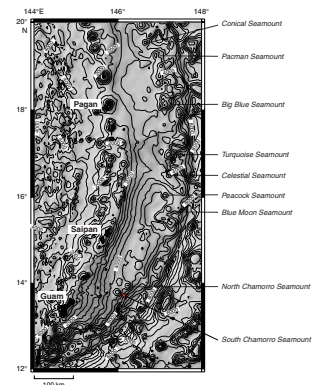 144°E 146° 148°
20°
N
Conical Seamount
Pacman Seamount
Pagan
Big Blue Seamount
18°
Turquoise Seamount
Celestial Seamount
16°
Peacock Seamount
Blue Moon Seamount
Saipan
14°
North Chamorro Seamount
Guam
South Chamorro Seamount
12°
100 km